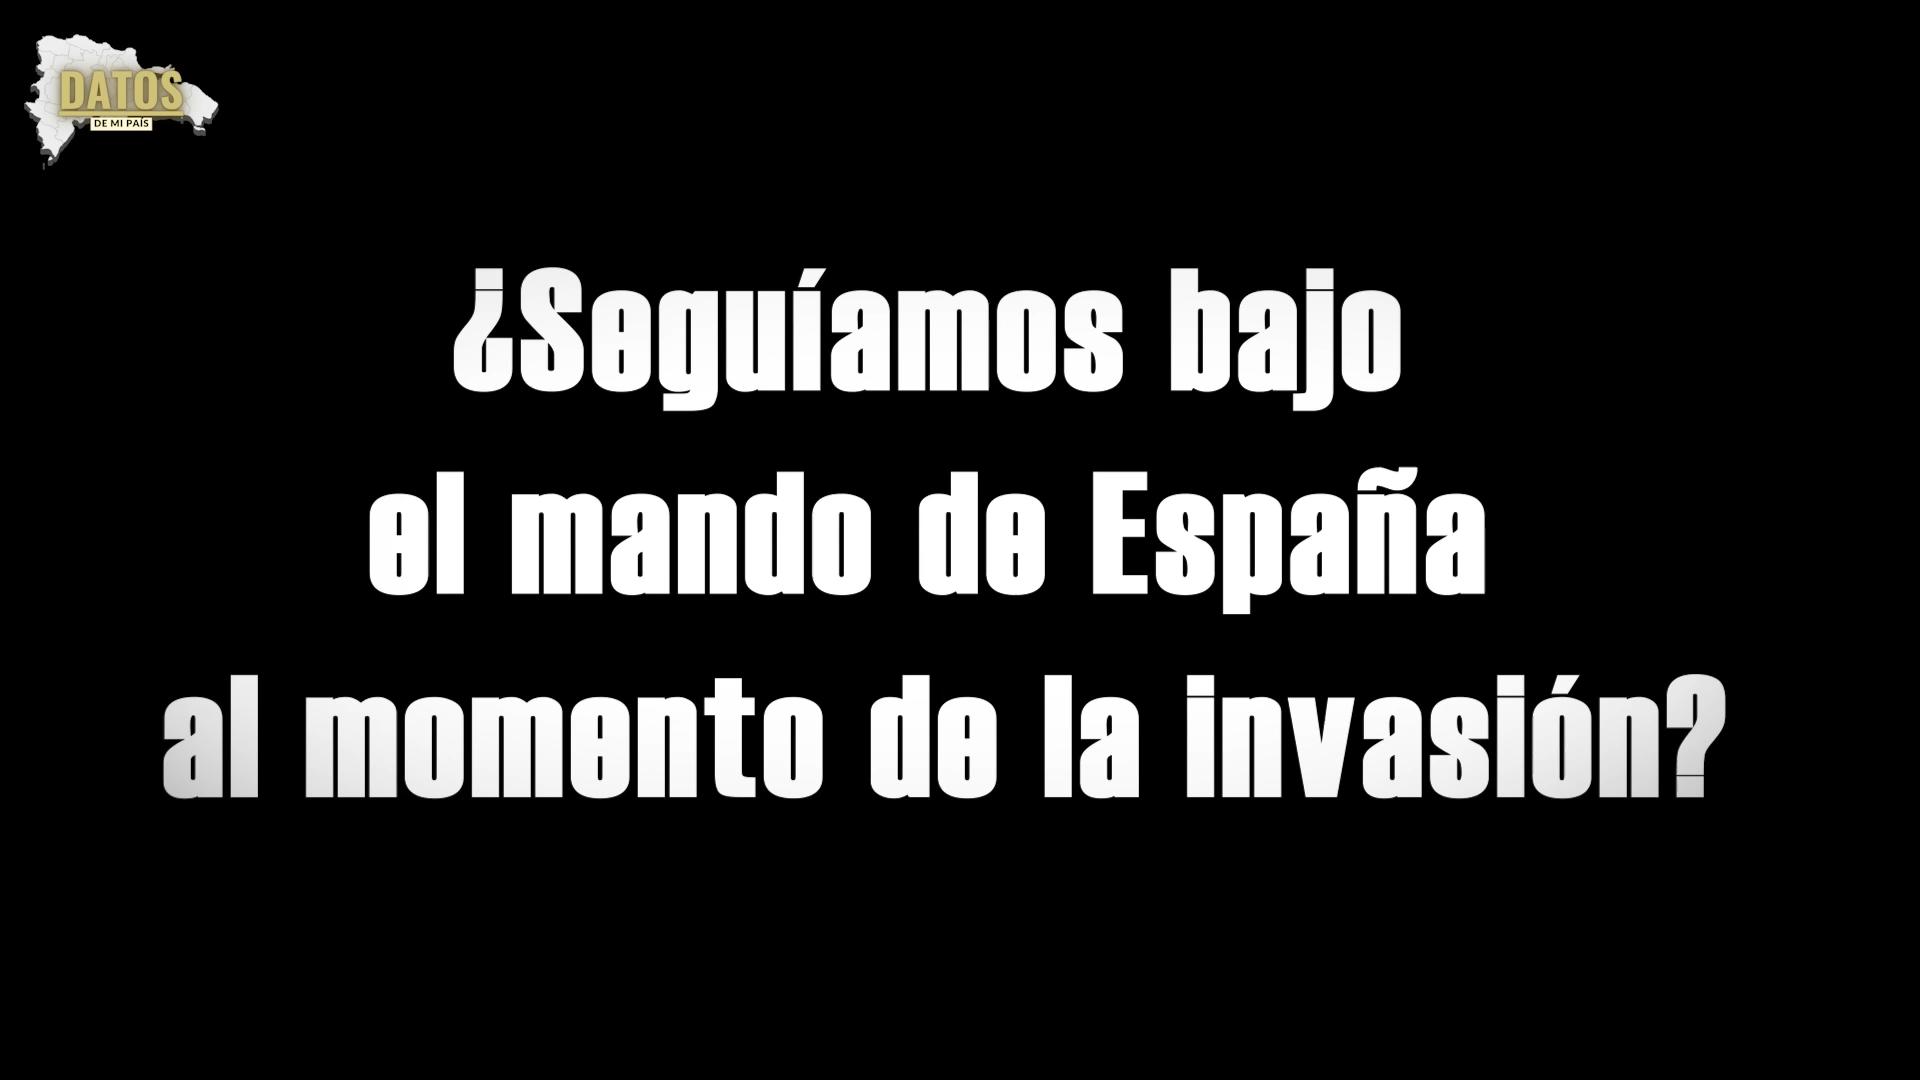 DATOS
DE MI PAÍS
¿Seguíamos bajo
el mando de España
al momento de la invasión?